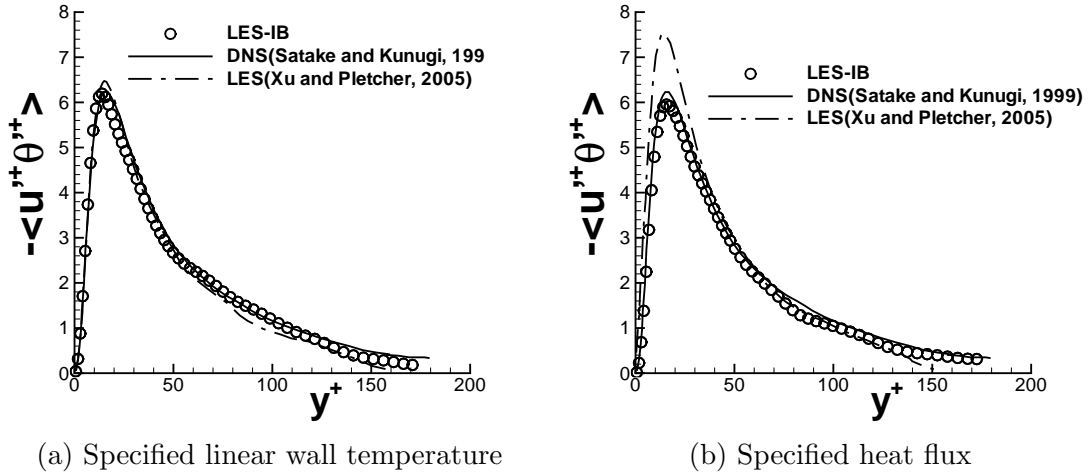 8
7
6
5
4
3
2
1
0
-<u'⁺θ'⁺>
LES-IB
DNS(Satake and Kunugi, 199
LES(Xu and Pletcher, 2005)
0 50 100 150 200
y⁺
(a) Specified linear wall temperature
8
7
6
5
4
3
2
1
0
-<u'⁺θ'⁺>
LES-IB
DNS(Satake and Kunugi, 1999)
LES(Xu and Pletcher, 2005)
0 50 100 150 200
y⁺
(b) Specified heat flux